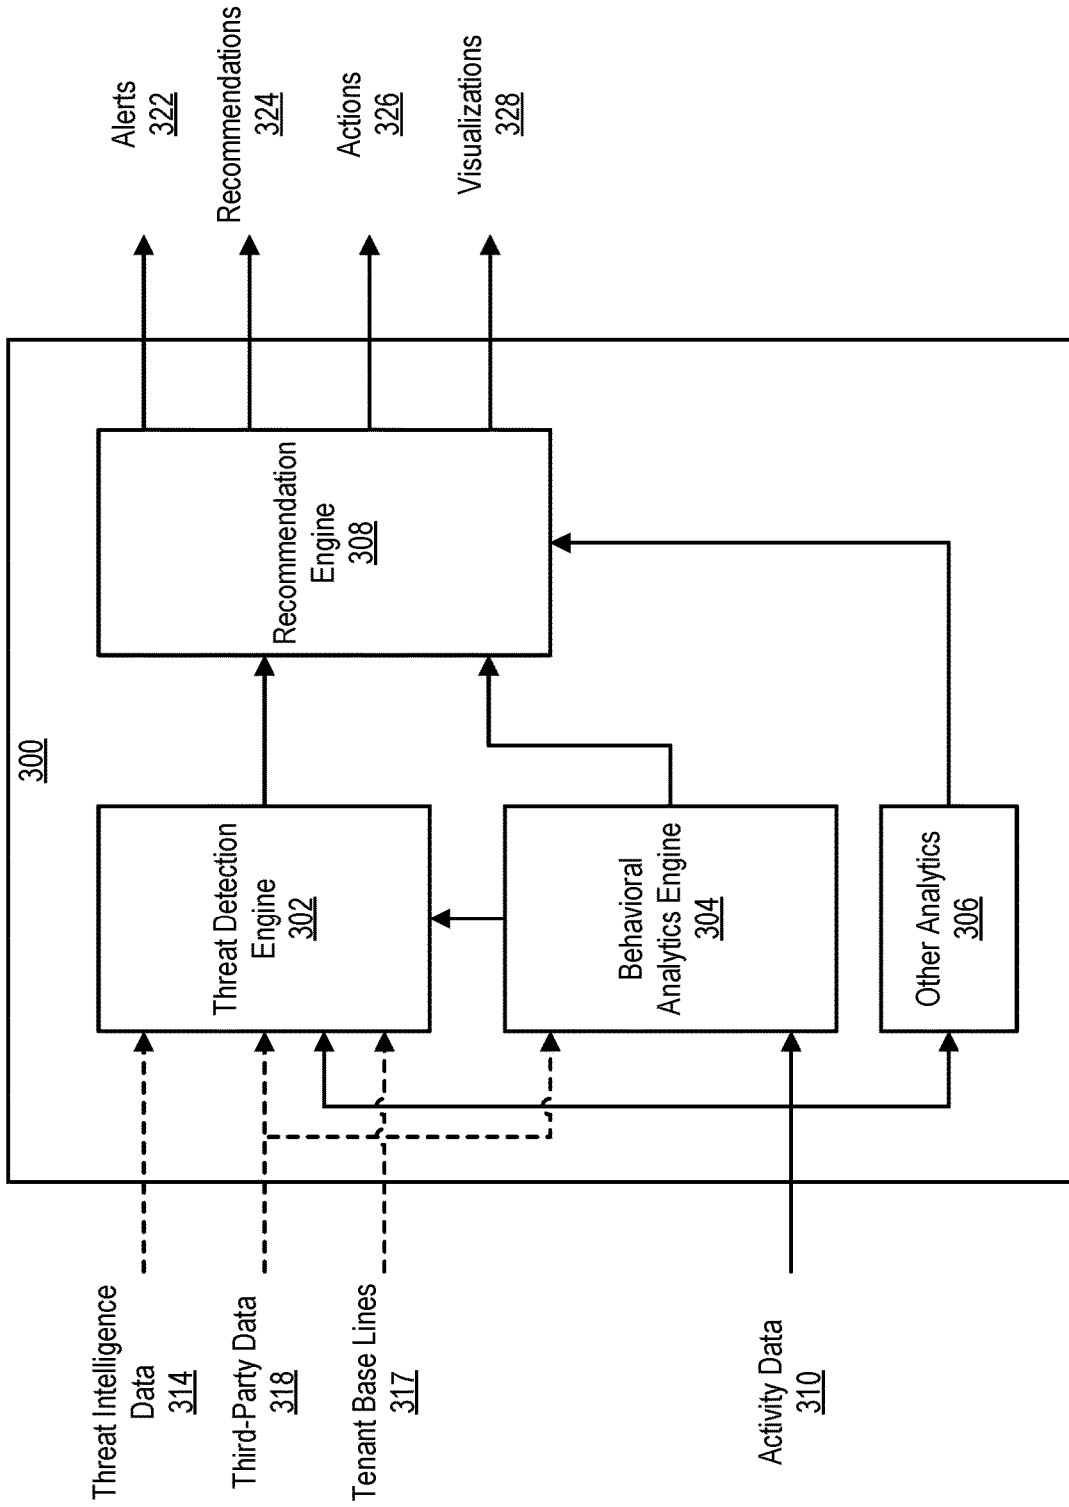 300
Threat Intelligence
Data
314
Third-Party Data
318
Tenant Base Lines
317
Activity Data
310
Threat Detection
Engine
302
Behavioral
Analytics Engine
304
Other Analytics
306
Recommendation
Engine
308
Alerts
322
Recommendations
324
Actions
326
Visualizations
328